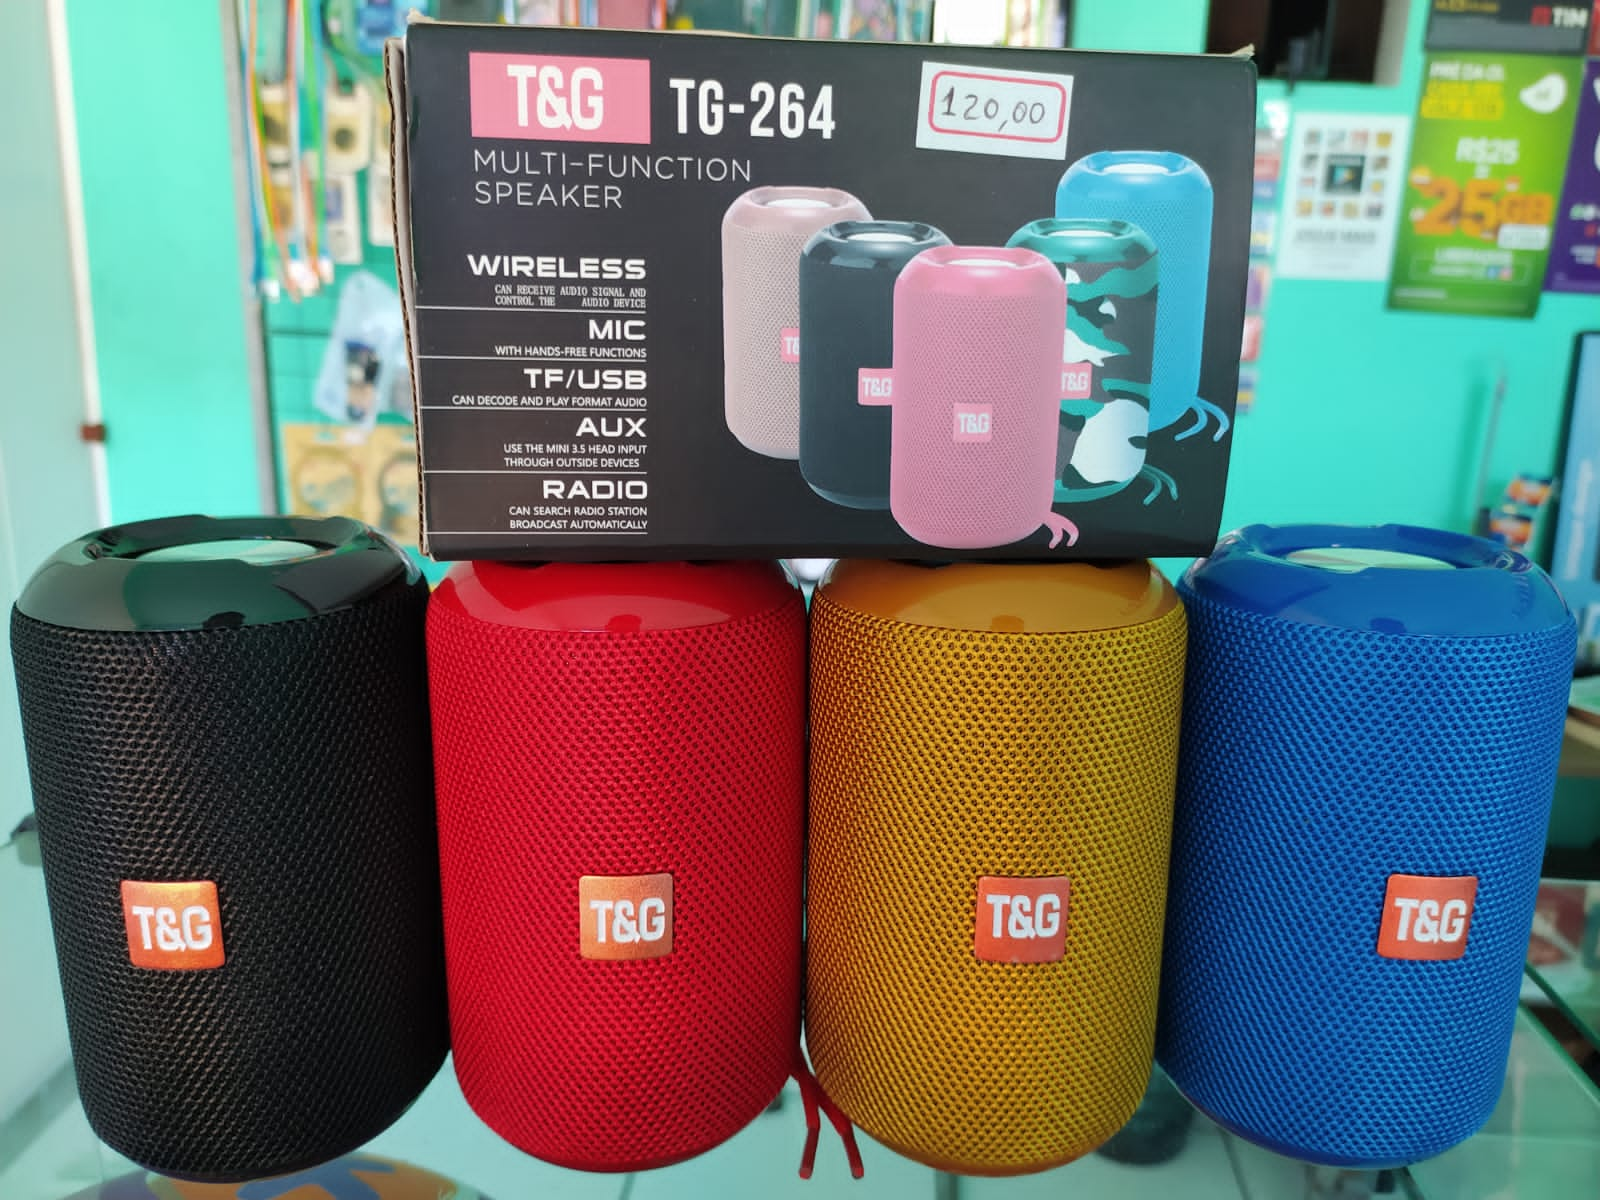 T&G TG-264
120,00
MULTI-FUNCTION
SPEAKER
WIRELESS
CAN RECEIVE AUDIO SIGNAL AND
CONTROL THE AUDIO DEVICE
MIC
WITH HANDS-FREE FUNCTIONS
TF/USB
CAN DECODE AND PLAY FORMAT AUDIO
AUX
USE THE MINI 3.5 HEAD INPUT
THROUGH OUTSIDE DEVICES
RADIO
CAN SEARCH RADIO STATION
BROADCAST AUTOMATICALLY
T&G
T&G
T&G
T&G
T&G
T&G
T&G
T&G
TIM
R$25
25GB